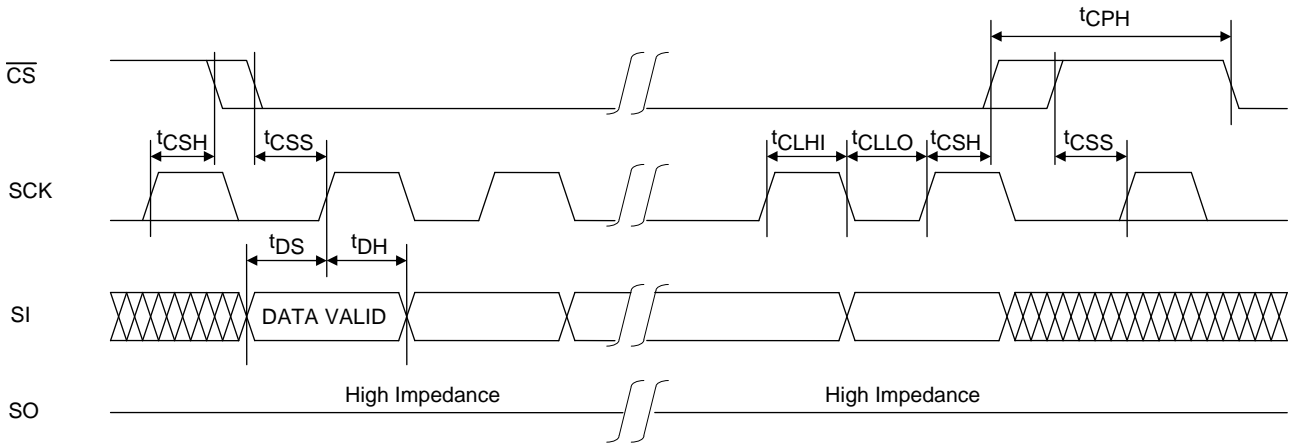 tCPH
CS
tCSH tCSS tCLHI tCLLO tCSH tCSS
SCK
tDS tDH
SI DATA VALID
High Impedance High Impedance
SO